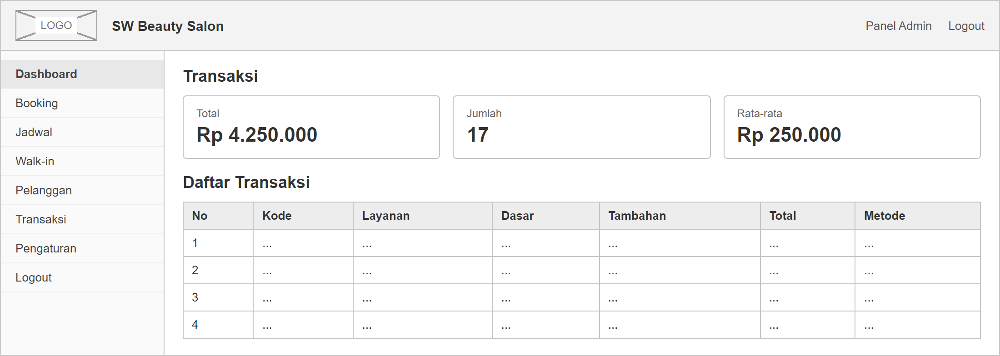 LOGO SW Beauty Salon Panel Admin Logout
Dashboard
Booking
Jadwal
Walk-in
Pelanggan
Transaksi
Pengaturan
Logout
Transaksi
Total
Rp 4.250.000
Jumlah
17
Rata-rata
Rp 250.000
Daftar Transaksi
No Kode Layanan Dasar Tambahan Total Metode
1 ... ... ... ... ... ...
2 ... ... ... ... ... ...
3 ... ... ... ... ... ...
4 ... ... ... ... ... ...